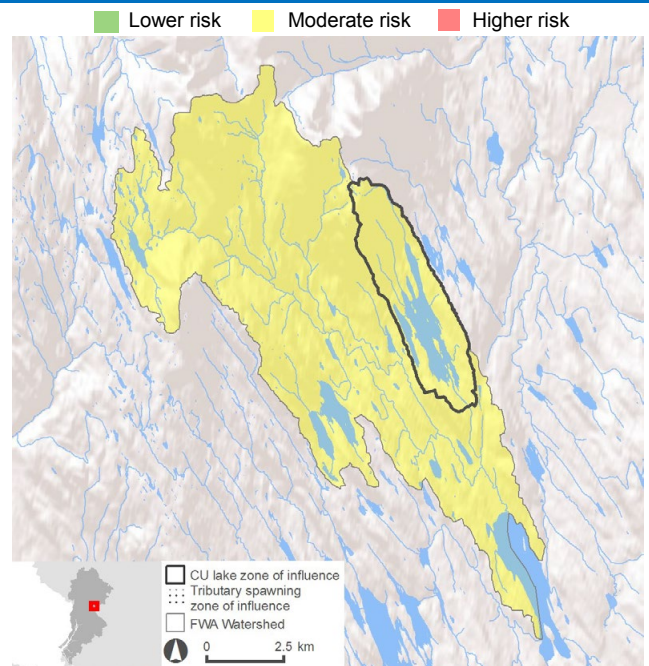 Lower risk Moderate risk Higher risk
CU lake zone of influence
Tributary spawning
zone of influence
FWA Watershed
0 2.5 km